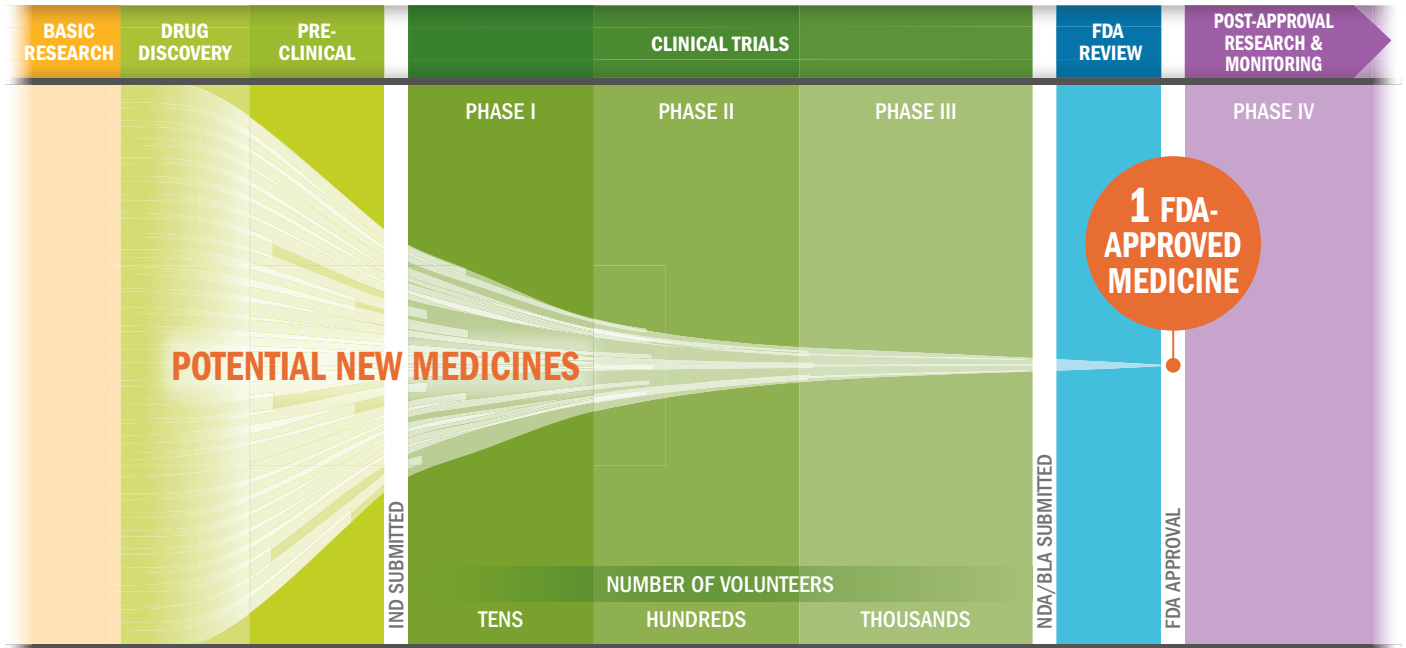 BASIC
RESEARCH
DRUG
DISCOVERY
PRE-
CLINICAL
CLINICAL TRIALS
FDA
REVIEW
POST-APPROVAL
RESEARCH &
MONITORING
PHASE I
PHASE II
PHASE III
PHASE IV
1 FDA-
APPROVED
MEDICINE
POTENTIAL NEW MEDICINES
IND SUBMITTED
NDA/BLA SUBMITTED
FDA APPROVAL
NUMBER OF VOLUNTEERS
TENS
HUNDREDS
THOUSANDS